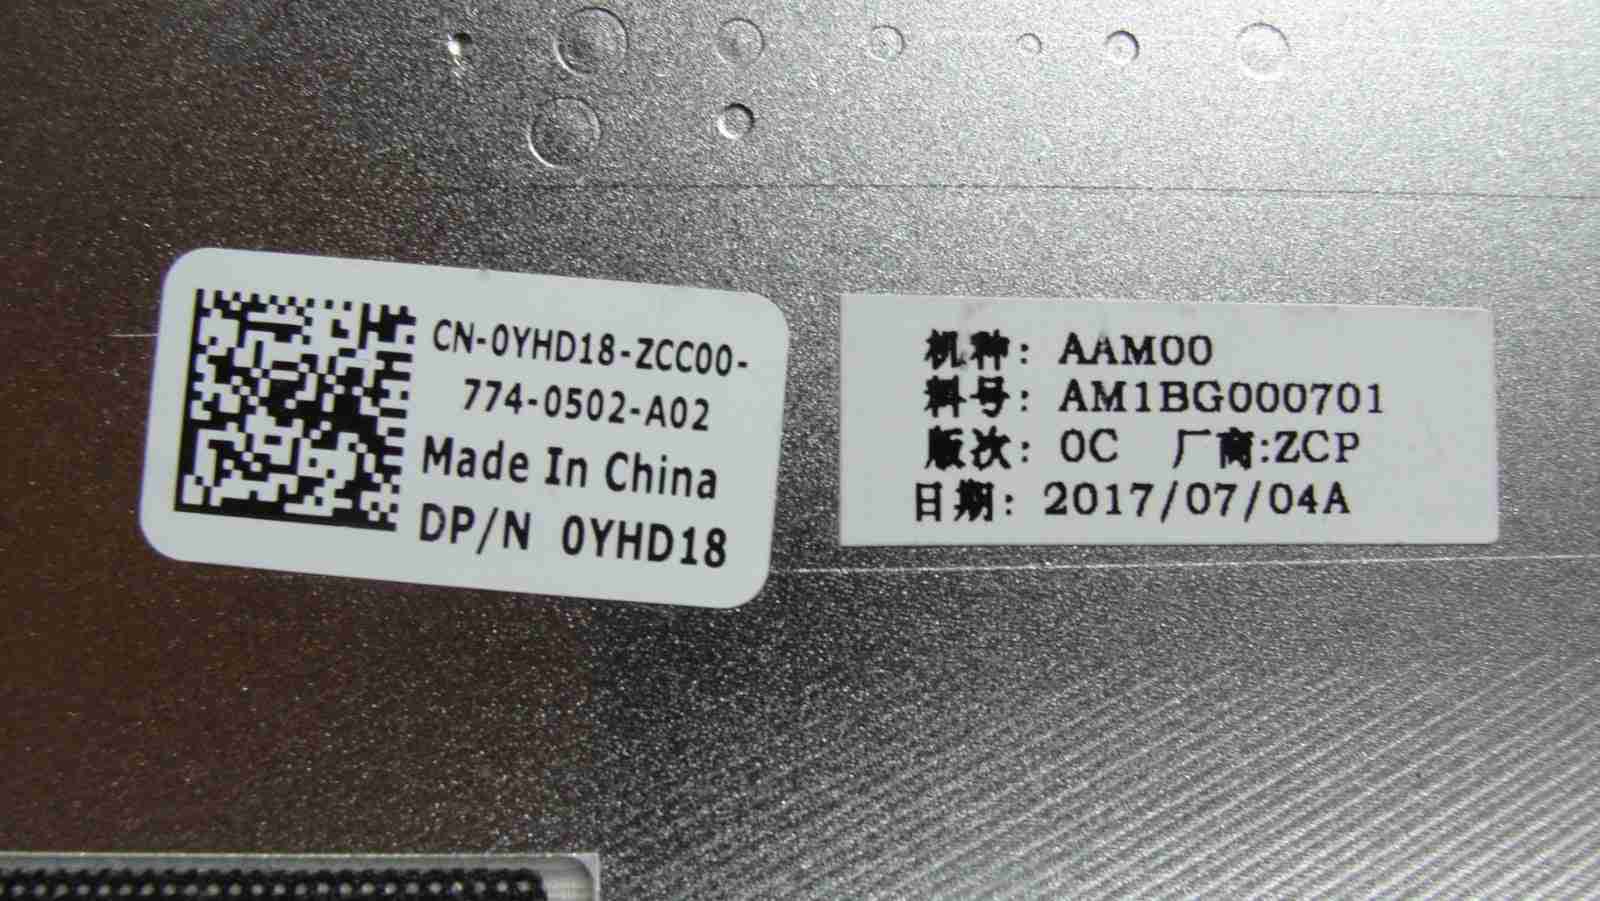 CN-0YHD18-ZCC00-
774-0502-A02
Made In China
DP/N 0YHD18
机种: AAM00
料号: AM1BG000701
版次: 0C 厂商:ZCP
日期: 2017/07/04A